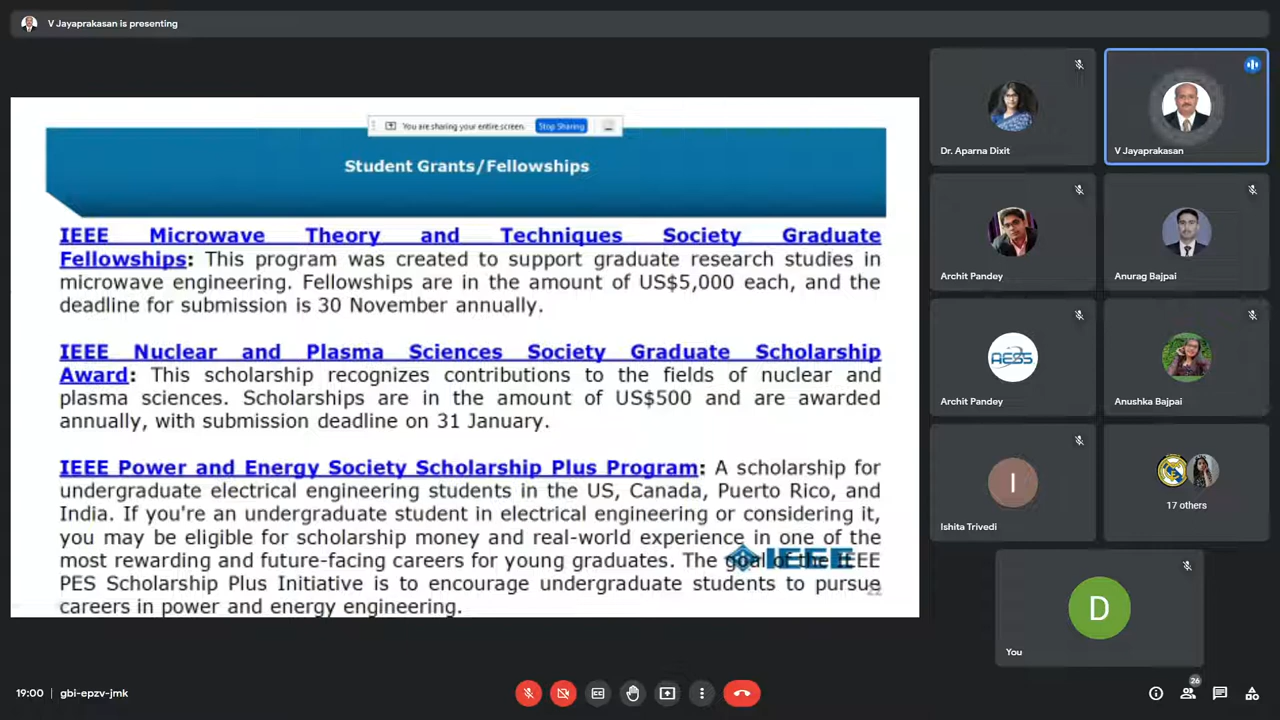 V Jayaprakasan is presenting
You are sharing your entire screen.
Stop Sharing
Student Grants/Fellowships
IEEE Microwave Theory and Techniques Society Graduate
Fellowships: This program was created to support graduate research studies in
microwave engineering. Fellowships are in the amount of US$5,000 each, and the
deadline for submission is 30 November annually.
IEEE Nuclear and Plasma Sciences Society Graduate Scholarship
Award: This scholarship recognizes contributions to the fields of nuclear and
plasma sciences. Scholarships are in the amount of US$500 and are awarded
annually, with submission deadline on 31 January.
IEEE Power and Energy Society Scholarship Plus Program: A scholarship for
undergraduate electrical engineering students in the US, Canada, Puerto Rico, and
India. If you're an undergraduate student in electrical engineering or considering it,
you may be eligible for scholarship money and real-world experience in one of the
most rewarding and future-facing careers for young graduates. The goal of the IEEE
PES Scholarship Plus Initiative is to encourage undergraduate students to pursue
careers in power and energy engineering.
IEEE
22
Dr. Aparna Dixit
V Jayaprakasan
Archit Pandey
Anurag Bajpai
AESS
Archit Pandey
Anushka Bajpai
I
Ishita Trivedi
17 others
D
You
19:00 | gbi-epzv-jmk
26